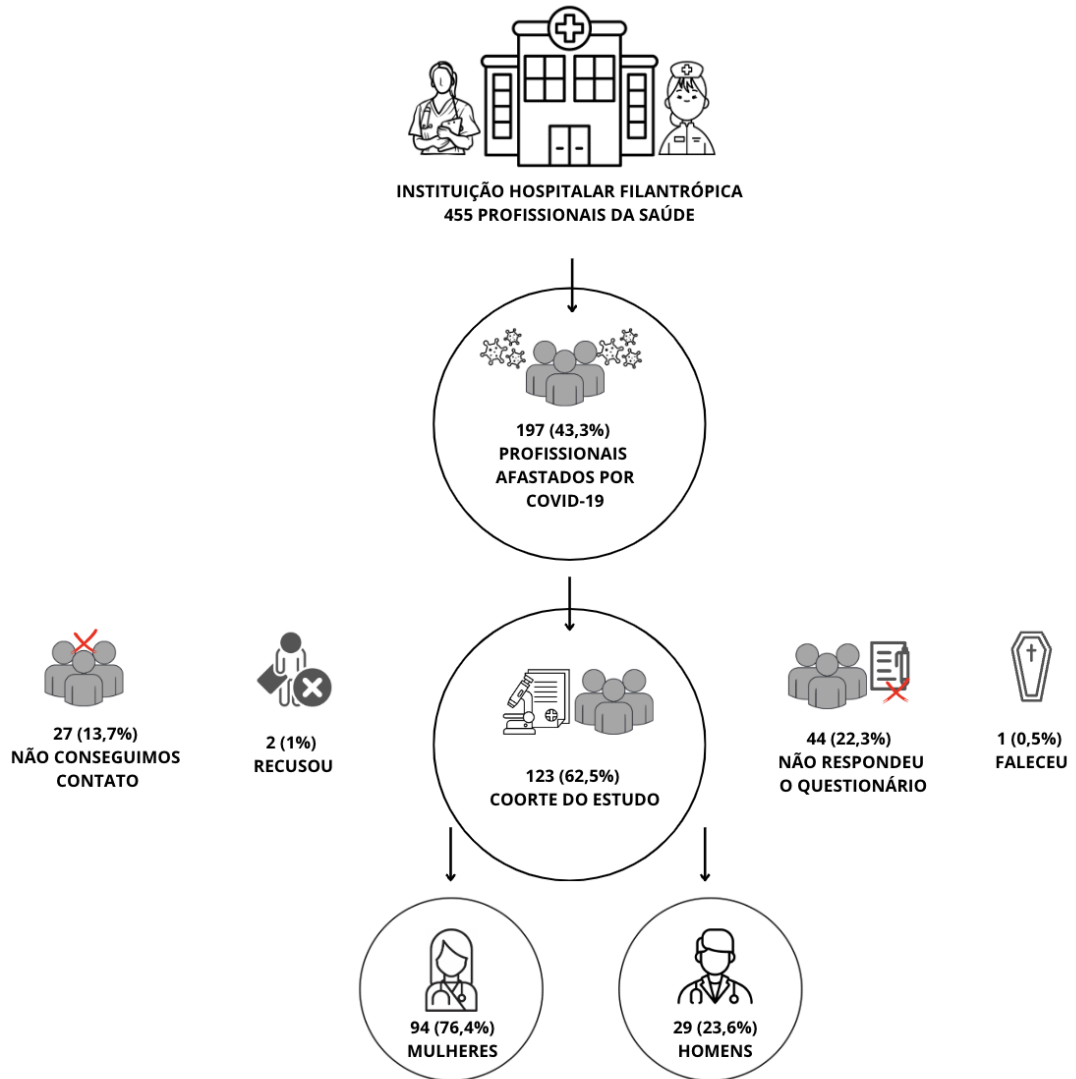 INSTITUIÇÃO HOSPITALAR FILANTRÓPICA
455 PROFISSIONAIS DA SAÚDE
197 (43,3%)
PROFISSIONAIS
AFASTADOS POR
COVID-19
27 (13,7%)
NÃO CONSEGUIMOS
CONTATO
2 (1%)
RECUSOU
123 (62,5%)
COORTE DO ESTUDO
44 (22,3%)
NÃO RESPONDEU
O QUESTIONÁRIO
1 (0,5%)
FALECEU
94 (76,4%)
MULHERES
29 (23,6%)
HOMENS